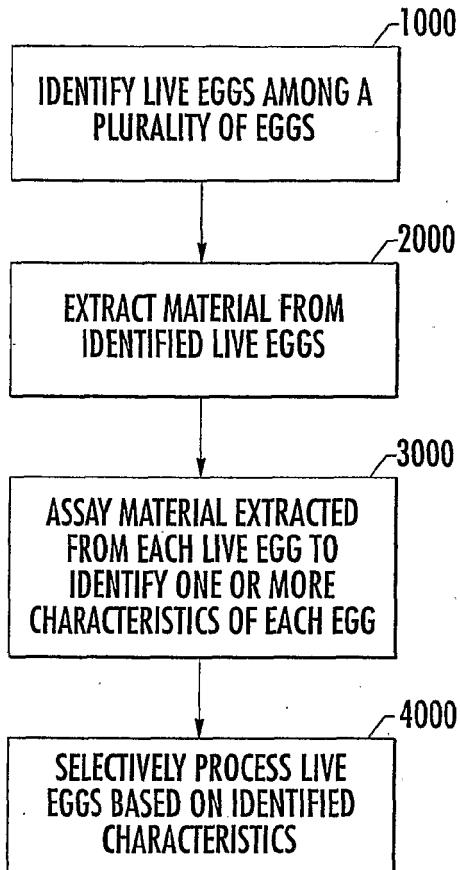 1000
IDENTIFY LIVE EGGS AMONG A
PLURALITY OF EGGS
2000
EXTRACT MATERIAL FROM
IDENTIFIED LIVE EGGS
3000
ASSAY MATERIAL EXTRACTED
FROM EACH LIVE EGG TO
IDENTIFY ONE OR MORE
CHARACTERISTICS OF EACH EGG
4000
SELECTIVELY PROCESS LIVE
EGGS BASED ON IDENTIFIED
CHARACTERISTICS